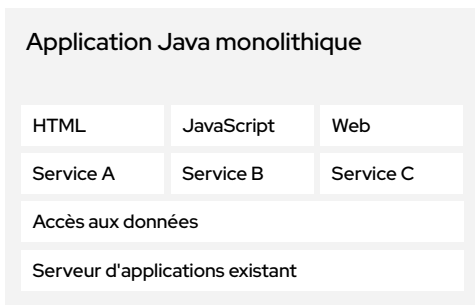 Application Java monolithique
HTML JavaScript Web
Service A Service B Service C
Accès aux données
Serveur d'applications existant